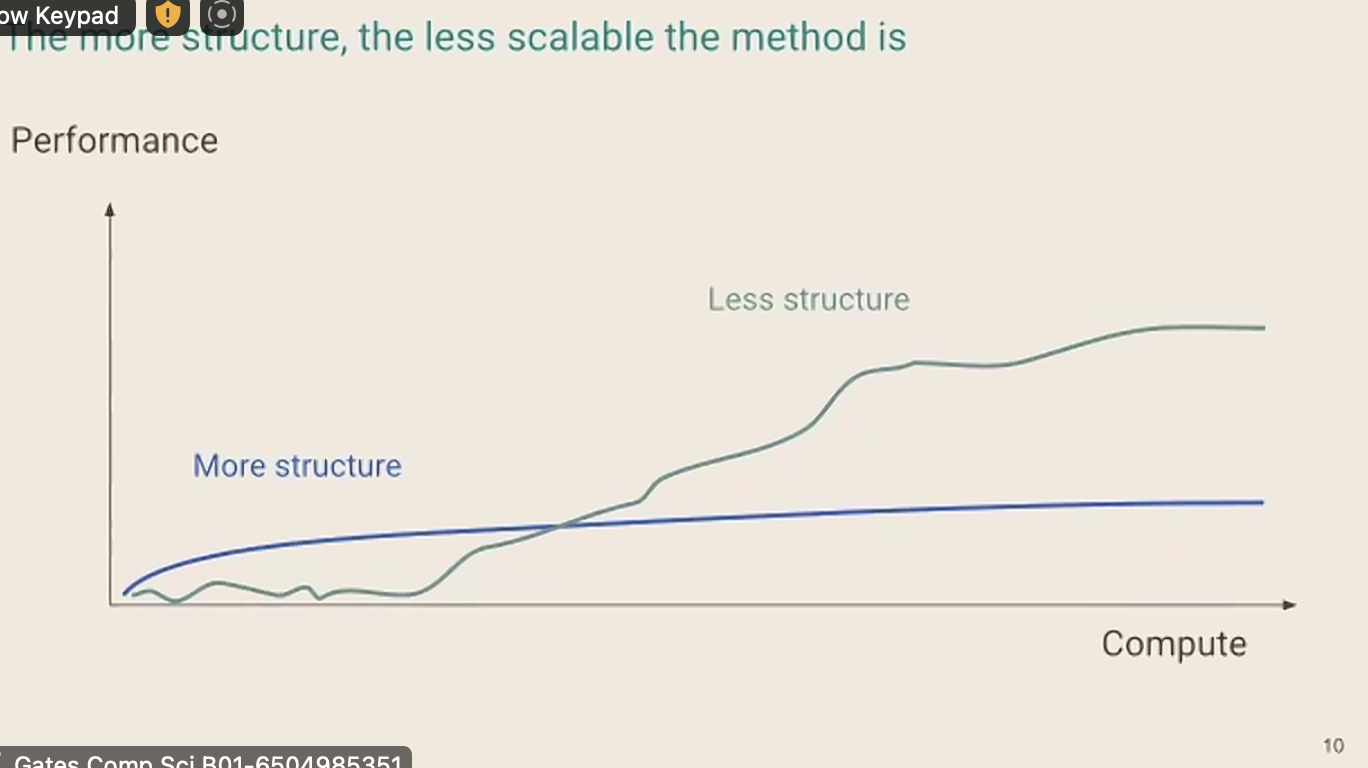 ow Keypad
The more structure, the less scalable the method is
Performance
Less structure
More structure
Compute
10
Gates Comp Sci B01-6504985351